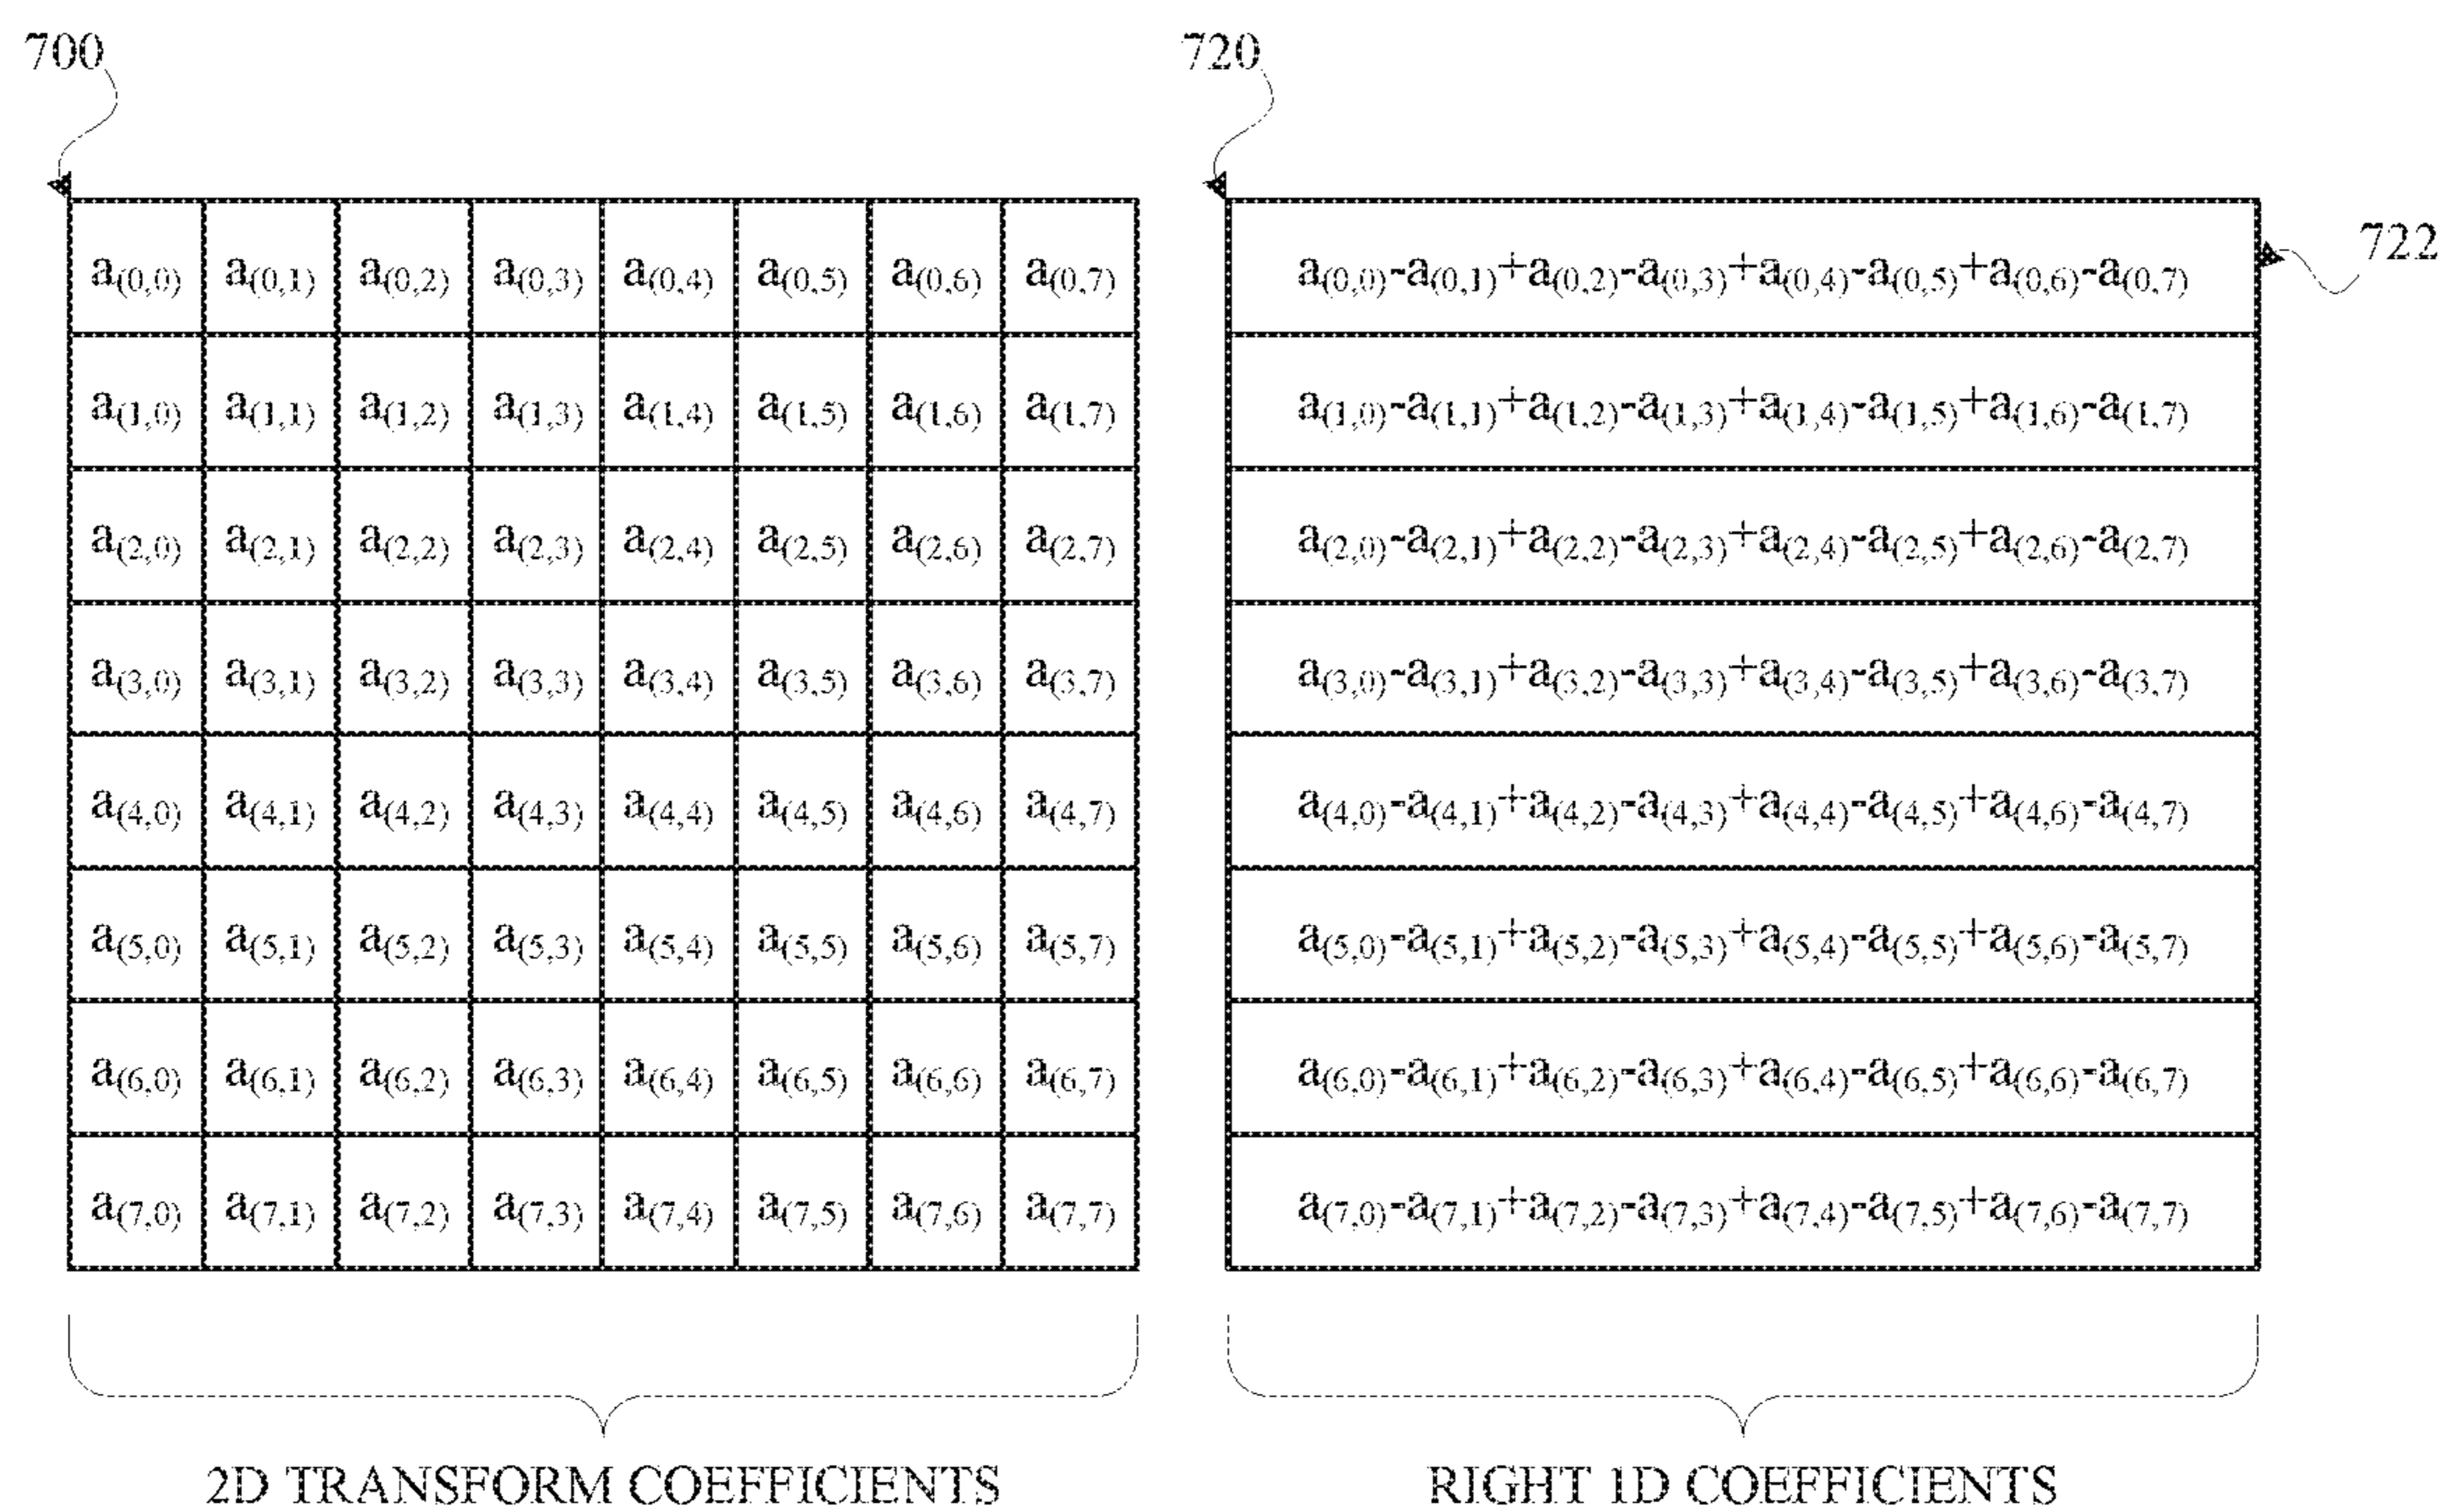 700 720
722
a(0,0) a(0,1) a(0,2) a(0,3) a(0,4) a(0,5) a(0,6) a(0,7) a(0,0)-a(0,1)+a(0,2)-a(0,3)+a(0,4)-a(0,5)+a(0,6)-a(0,7)
a(1,0) a(1,1) a(1,2) a(1,3) a(1,4) a(1,5) a(1,6) a(1,7) a(1,0)-a(1,1)+a(1,2)-a(1,3)+a(1,4)-a(1,5)+a(1,6)-a(1,7)
a(2,0) a(2,1) a(2,2) a(2,3) a(2,4) a(2,5) a(2,6) a(2,7) a(2,0)-a(2,1)+a(2,2)-a(2,3)+a(2,4)-a(2,5)+a(2,6)-a(2,7)
a(3,0) a(3,1) a(3,2) a(3,3) a(3,4) a(3,5) a(3,6) a(3,7) a(3,0)-a(3,1)+a(3,2)-a(3,3)+a(3,4)-a(3,5)+a(3,6)-a(3,7)
a(4,0) a(4,1) a(4,2) a(4,3) a(4,4) a(4,5) a(4,6) a(4,7) a(4,0)-a(4,1)+a(4,2)-a(4,3)+a(4,4)-a(4,5)+a(4,6)-a(4,7)
a(5,0) a(5,1) a(5,2) a(5,3) a(5,4) a(5,5) a(5,6) a(5,7) a(5,0)-a(5,1)+a(5,2)-a(5,3)+a(5,4)-a(5,5)+a(5,6)-a(5,7)
a(6,0) a(6,1) a(6,2) a(6,3) a(6,4) a(6,5) a(6,6) a(6,7) a(6,0)-a(6,1)+a(6,2)-a(6,3)+a(6,4)-a(6,5)+a(6,6)-a(6,7)
a(7,0) a(7,1) a(7,2) a(7,3) a(7,4) a(7,5) a(7,6) a(7,7) a(7,0)-a(7,1)+a(7,2)-a(7,3)+a(7,4)-a(7,5)+a(7,6)-a(7,7)
2D TRANSFORM COEFFICIENTS RIGHT 1D COEFFICIENTS